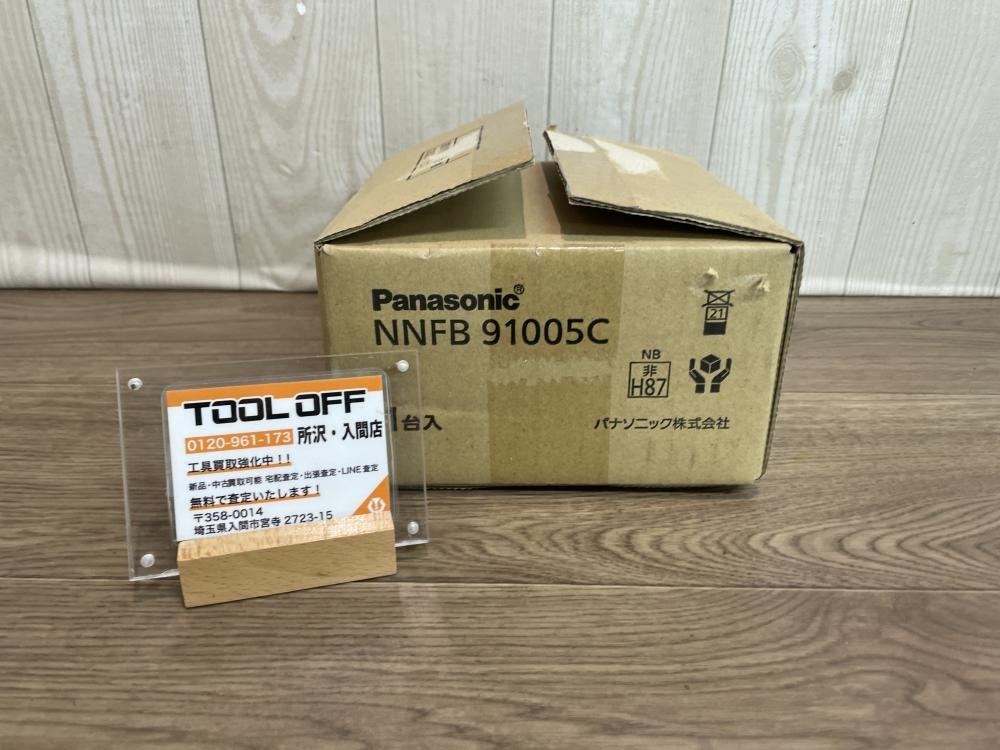 Panasonic®
NNFB 91005C
21
NB
非
H87
1台入
パナソニック株式会社
TOOL OFF
0120-961-173 所沢・入間店
工具買取強化中!!
新品・中古買取可能 宅配査定・出張査定・LINE査定
無料で査定いたします!
〒358-0014
埼玉県入間市宮寺2723-15